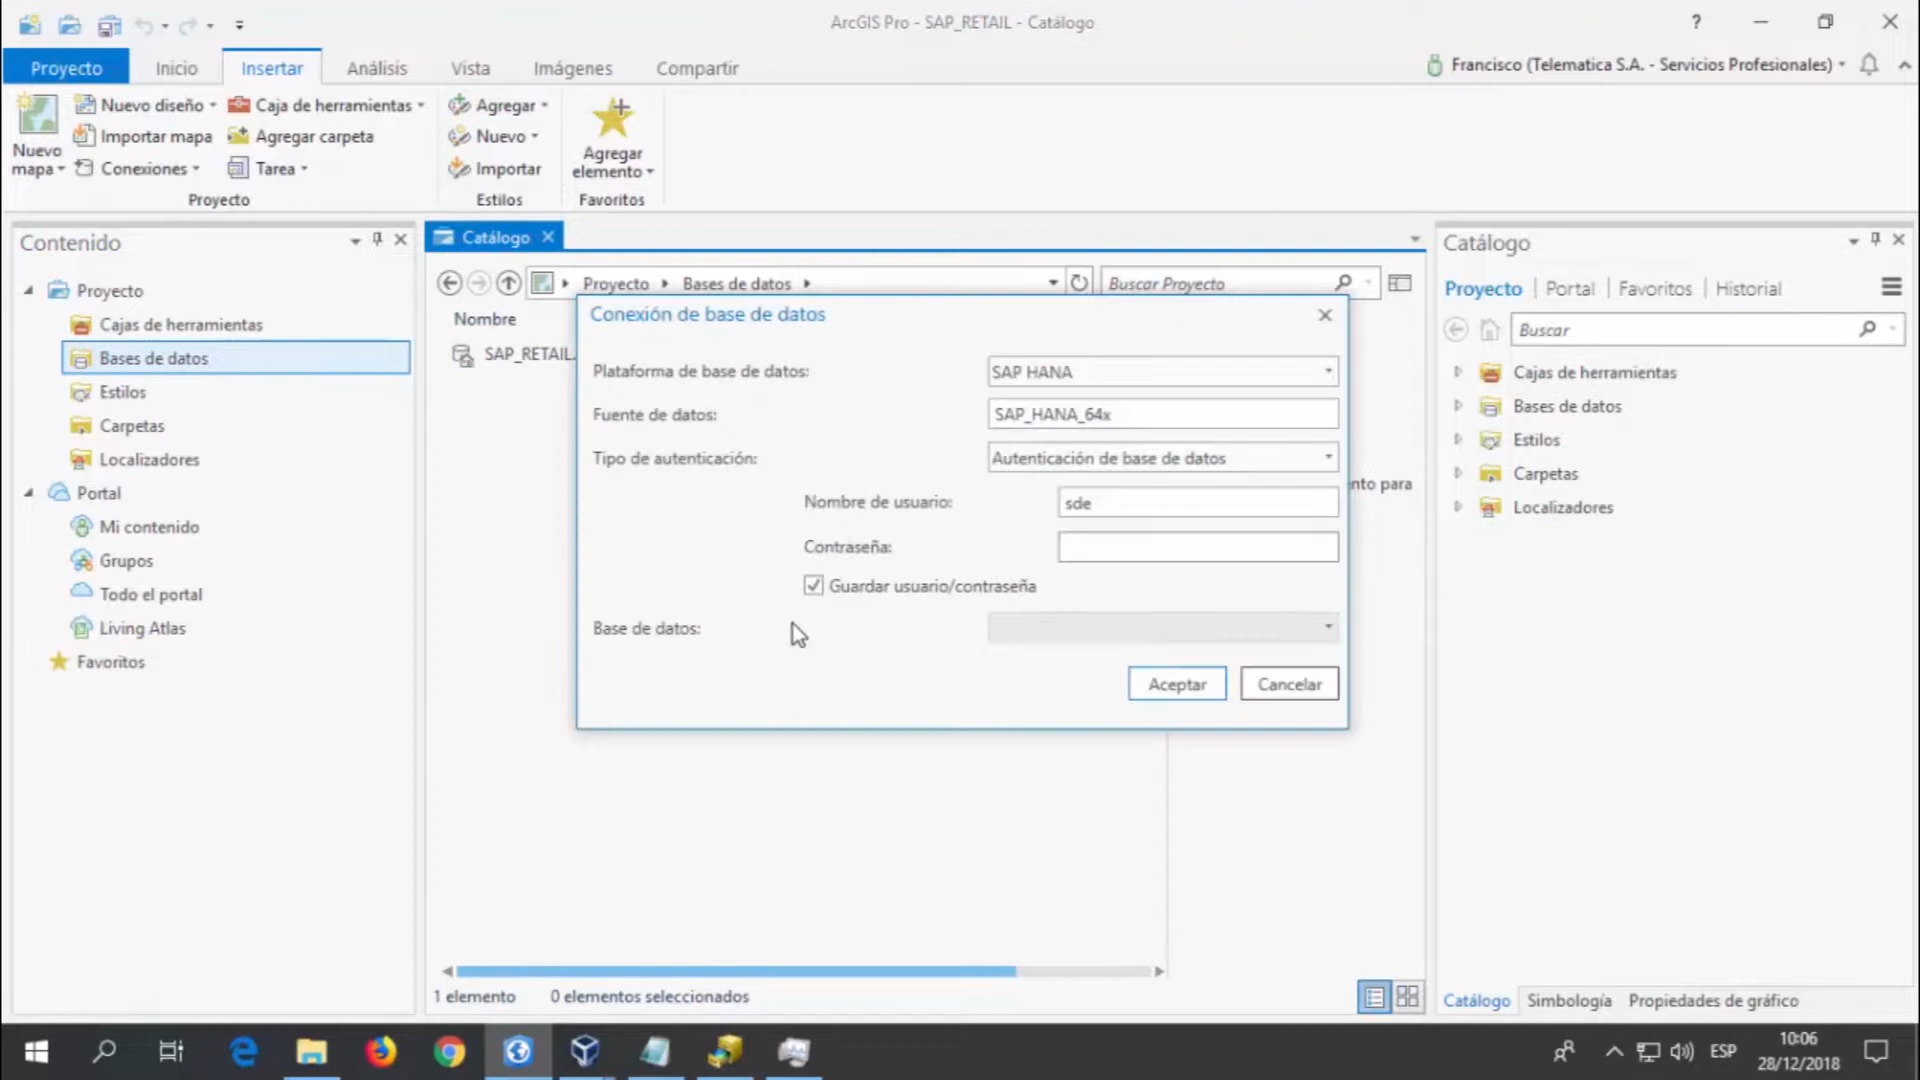 ArcGIS Pro - SAP_RETAIL - Catálogo
?
Proyecto
Inicio
Insertar
Análisis
Vista
Imágenes
Compartir
Francisco (Telematica S.A. - Servicios Profesionales)
Nuevo mapa
Nuevo diseño
Importar mapa
Conexiones
Caja de herramientas
Agregar carpeta
Tarea
Proyecto
Agregar
Nuevo
Importar
Estilos
Agregar elemento
Favoritos
Contenido
Proyecto
Cajas de herramientas
Bases de datos
Estilos
Carpetas
Localizadores
Portal
Mi contenido
Grupos
Todo el portal
Living Atlas
Favoritos
Catálogo
Proyecto
Bases de datos
Buscar Proyecto
Nombre
SAP_RETAIL.
nto para
Conexión de base de datos
Plataforma de base de datos:
SAP HANA
Fuente de datos:
SAP_HANA_64x
Tipo de autenticación:
Autenticación de base de datos
Nombre de usuario:
sde
Contraseña:
Guardar usuario/contraseña
Base de datos:
Aceptar
Cancelar
1 elemento
0 elementos seleccionados
Catálogo
Proyecto
Portal
Favoritos
Historial
Buscar
Cajas de herramientas
Bases de datos
Estilos
Carpetas
Localizadores
Catálogo
Simbología
Propiedades de gráfico
ESP
10:06
28/12/2018